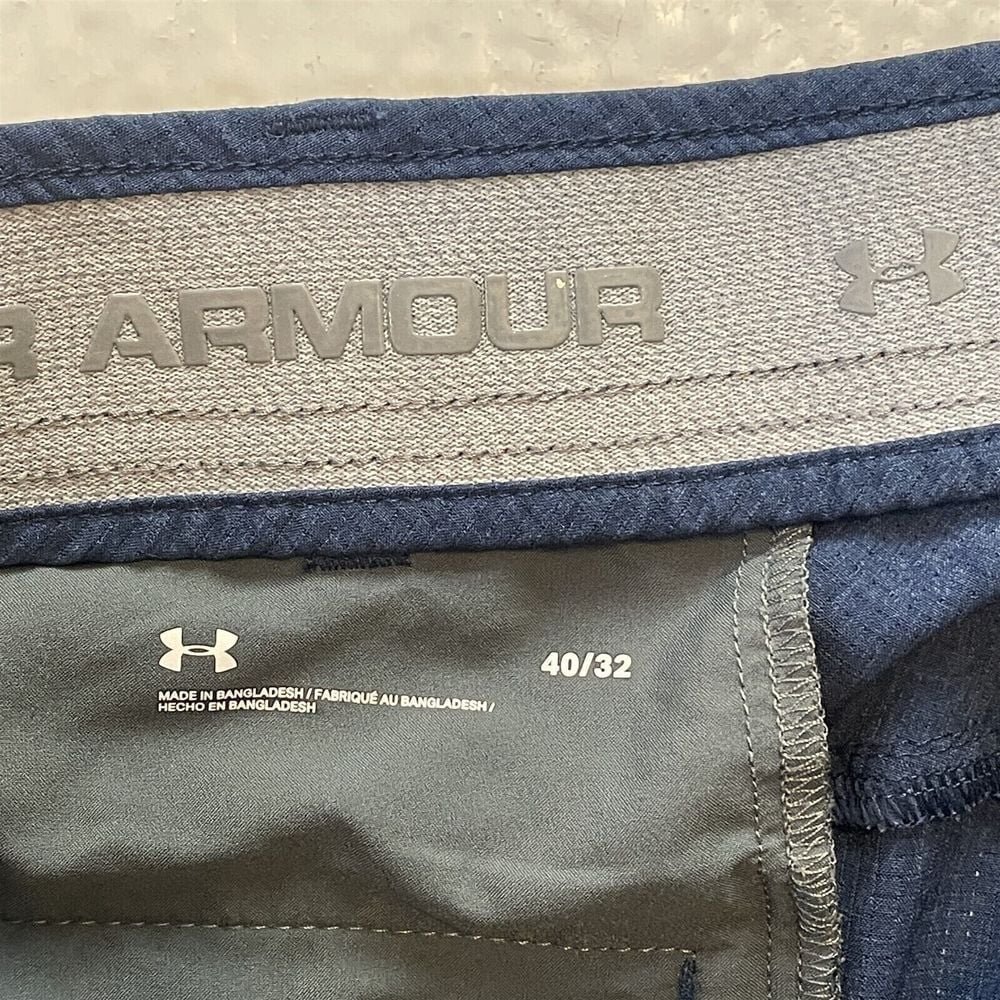 R ARMOUR
40/32
MADE IN BANGLADESH / FABRIQUÉ AU BANGLADESH /
HECHO EN BANGLADESH